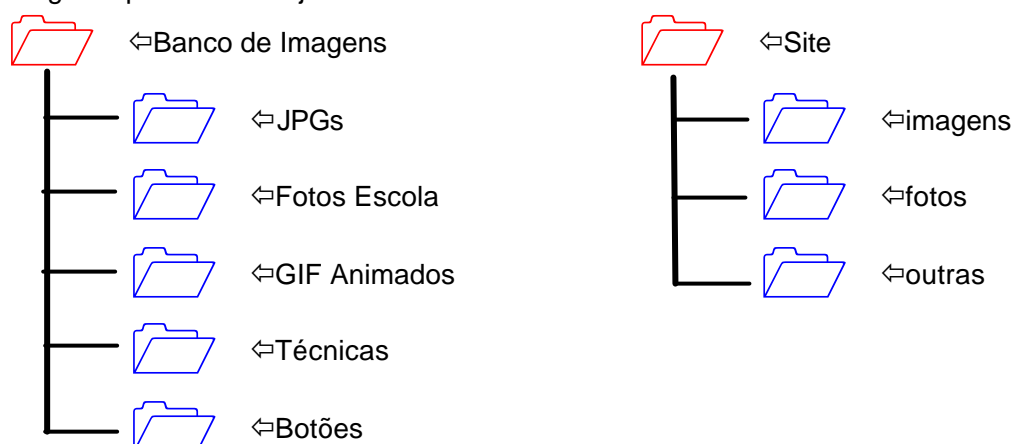 ⇦Banco de Imagens
⇦JPGs
⇦Fotos Escola
⇦GIF Animados
⇦Técnicas
⇦Botões
⇦Site
⇦imagens
⇦fotos
⇦outras